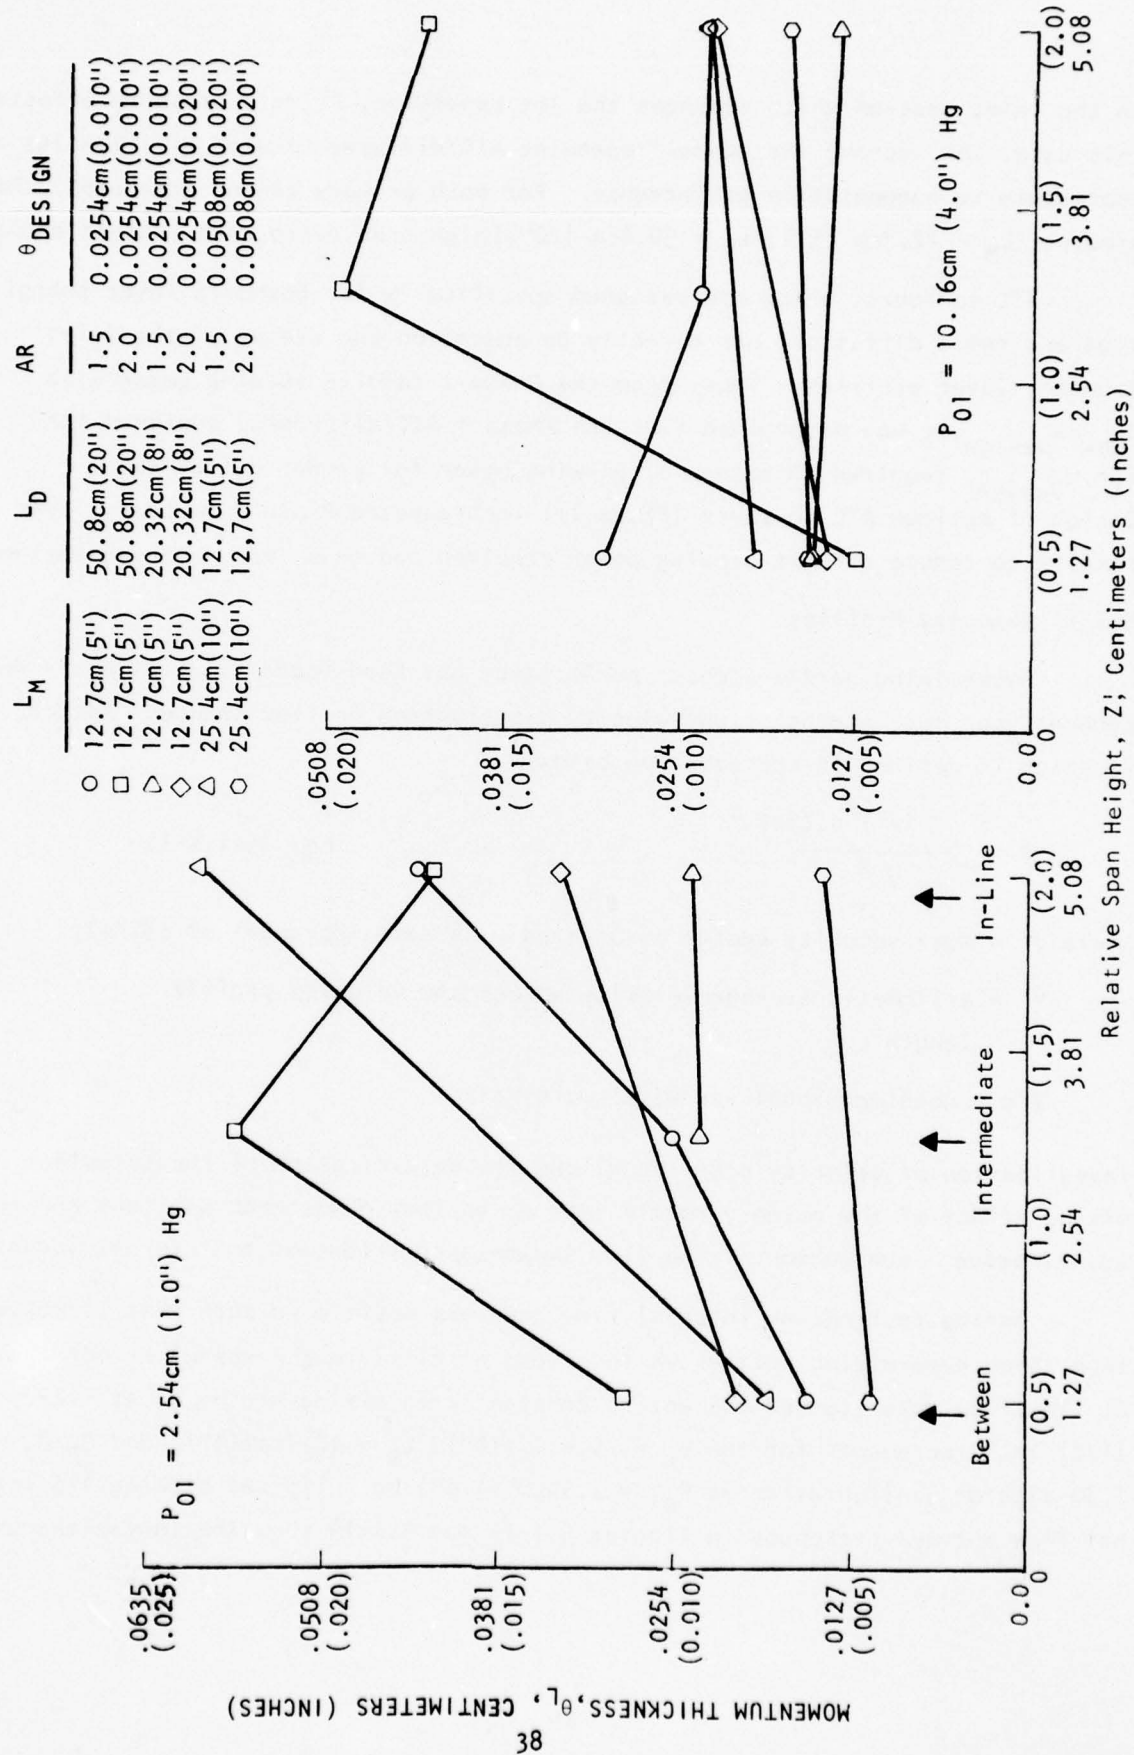 L_M L_D AR θ DESIGN
○ 12.7cm(5") 50.8cm(20") 1.5 0.0254cm(0.010")
□ 12.7cm(5") 50.8cm(20") 2.0 0.0254cm(0.010")
▷ 12.7cm(5") 20.32cm(8") 1.5 0.0254cm(0.010")
◇ 12.7cm(5") 20.32cm(8") 2.0 0.0254cm(0.020")
△ 25.4cm(10") 12.7cm(5") 1.5 0.0508cm(0.020")
⬡ 25.4cm(10") 12,7cm(5") 2.0 0.0508cm(0.020")
P01 = 2.54cm (1.0") Hg
.0635
(.025)
.0508
(.020)
.0381
(.015)
.0254
(0.010)
.0127
(.005)
0.0
0
Between Intermediate In-Line
(0.5) (1.0) (1.5) (2.0)
1.27 2.54 3.81 5.08
.0508
(.020)
.0381
(.015)
.0254
(.010)
.0127
(.005)
0.0
0
P01 = 10.16cm (4.0") Hg
(0.5) (1.0) (1.5) (2.0)
1.27 2.54 3.81 5.08
Relative Span Height, Z', Centimeters (Inches)
MOMENTUM THICKNESS,θL, CENTIMETERS (INCHES)
38